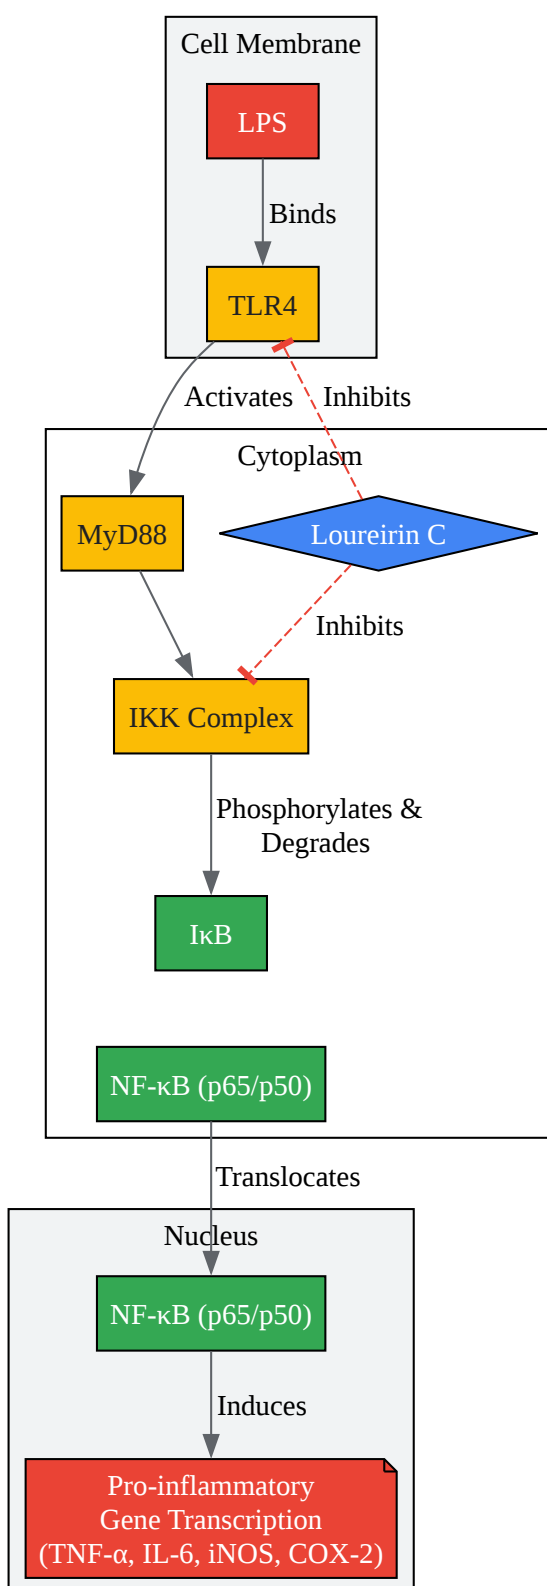 Cell Membrane
LPS
Binds
TLR4
Activates
Inhibits
Cytoplasm
MyD88
Loureirin C
Inhibits
IKK Complex
Phosphorylates &
Degrades
IκB
NF-κB (p65/p50)
Translocates
Nucleus
NF-κB (p65/p50)
Induces
Pro-inflammatory
Gene Transcription
(TNF-α, IL-6, iNOS, COX-2)